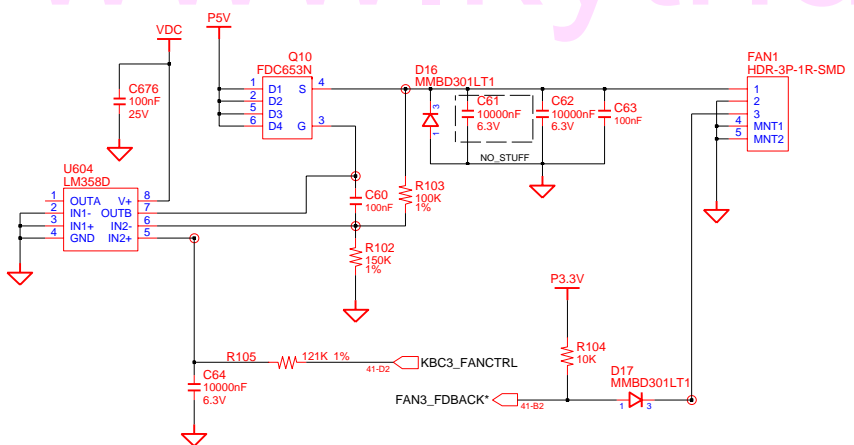 VDC
P5V
C676
100nF
25V
Q10
FDC653N
1 D1 S 4
2 D2
5 D3
6 D4 G 3
D16
MMBD301LT1
3
1
C61
10000nF
6.3V
NO_STUFF
C62
10000nF
6.3V
C63
100nF
FAN1
HDR-3P-1R-SMD
1
2
3
4 MNT1
5 MNT2
U604
LM358D
1 OUTA V+ 8
2 IN1- OUTB 7
3 IN1+ IN2- 6
4 GND IN2+ 5
C60
100nF
R103
100K
1%
R102
150K
1%
R105 121K 1%
41-D2
KBC3_FANCTRL
C64
10000nF
6.3V
P3.3V
R104
10K
D17
MMBD301LT1
1 3
FAN3_FDBACK*
41-B2